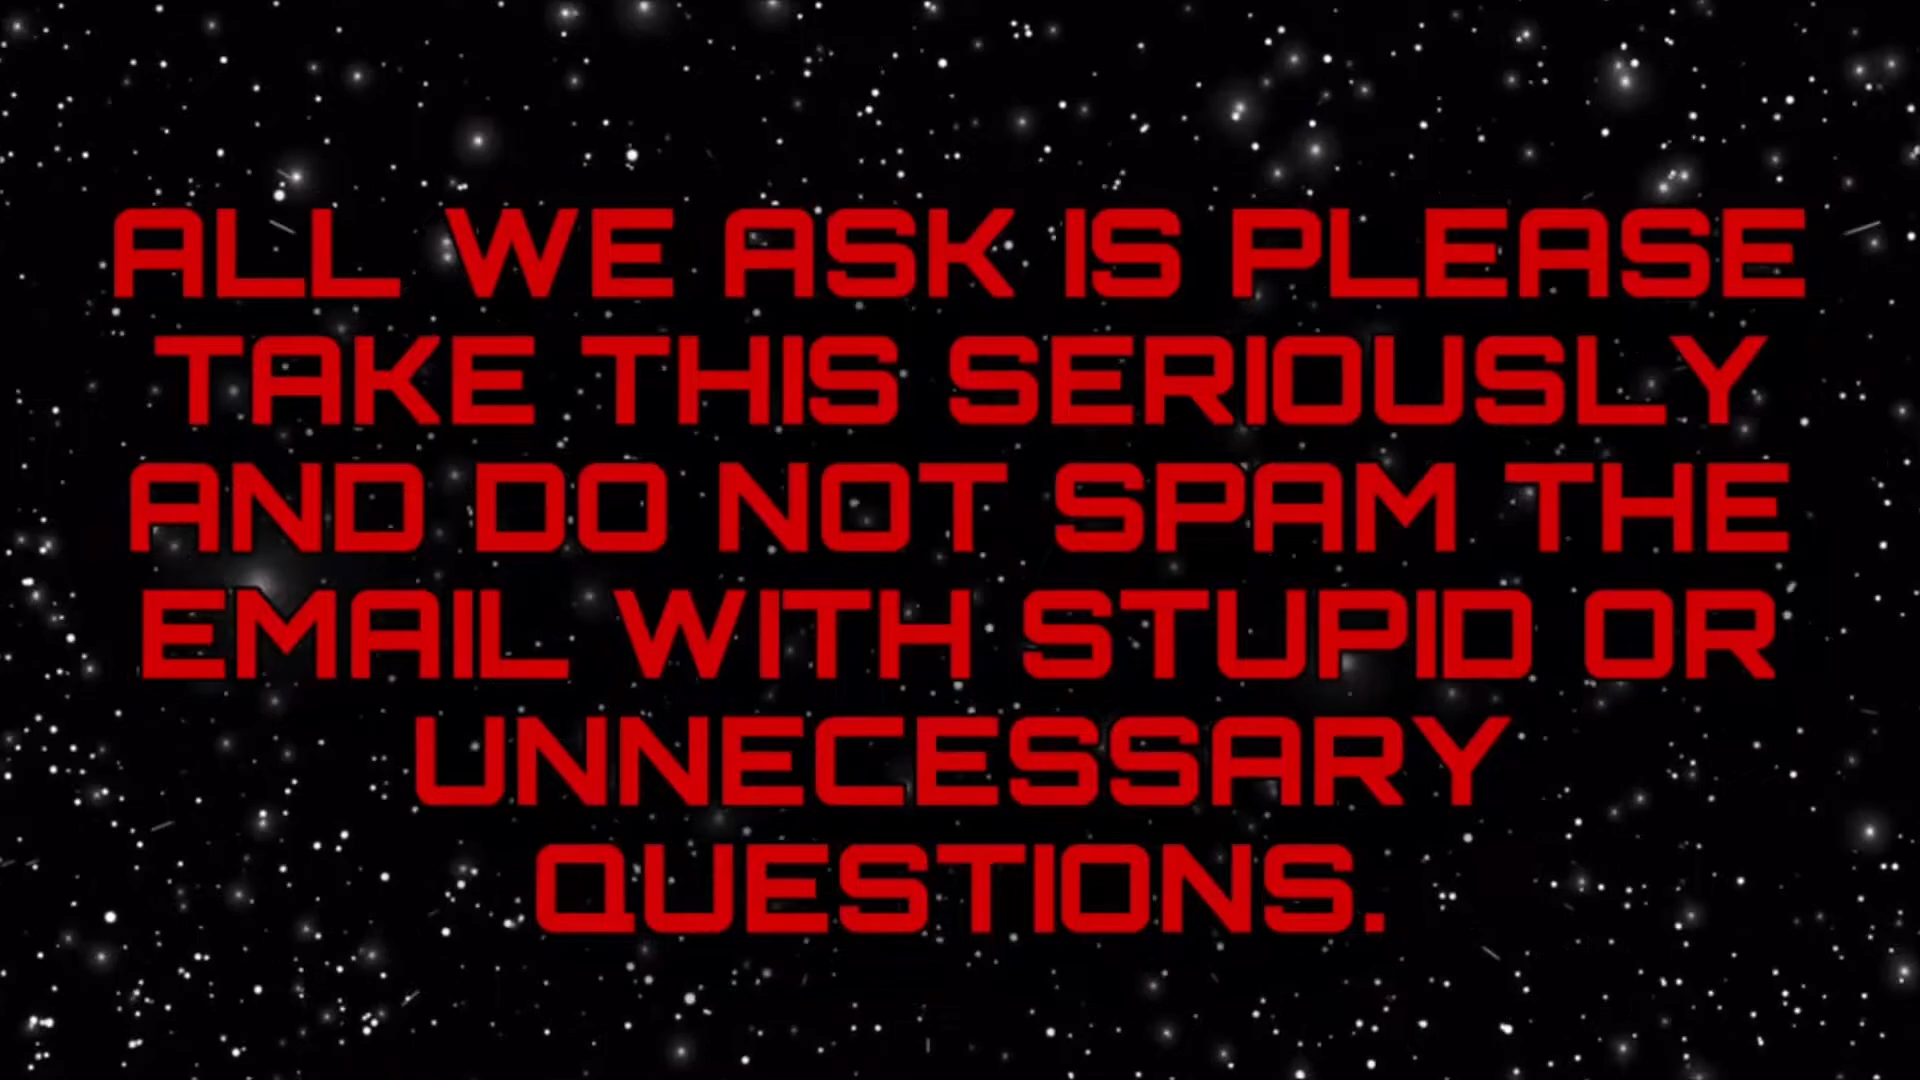 ALL WE ASK IS PLEASE
TAKE THIS SERIOUSLY
AND DO NOT SPAM THE
EMAIL WITH STUPID OR
UNNECESSARY
QUESTIONS.